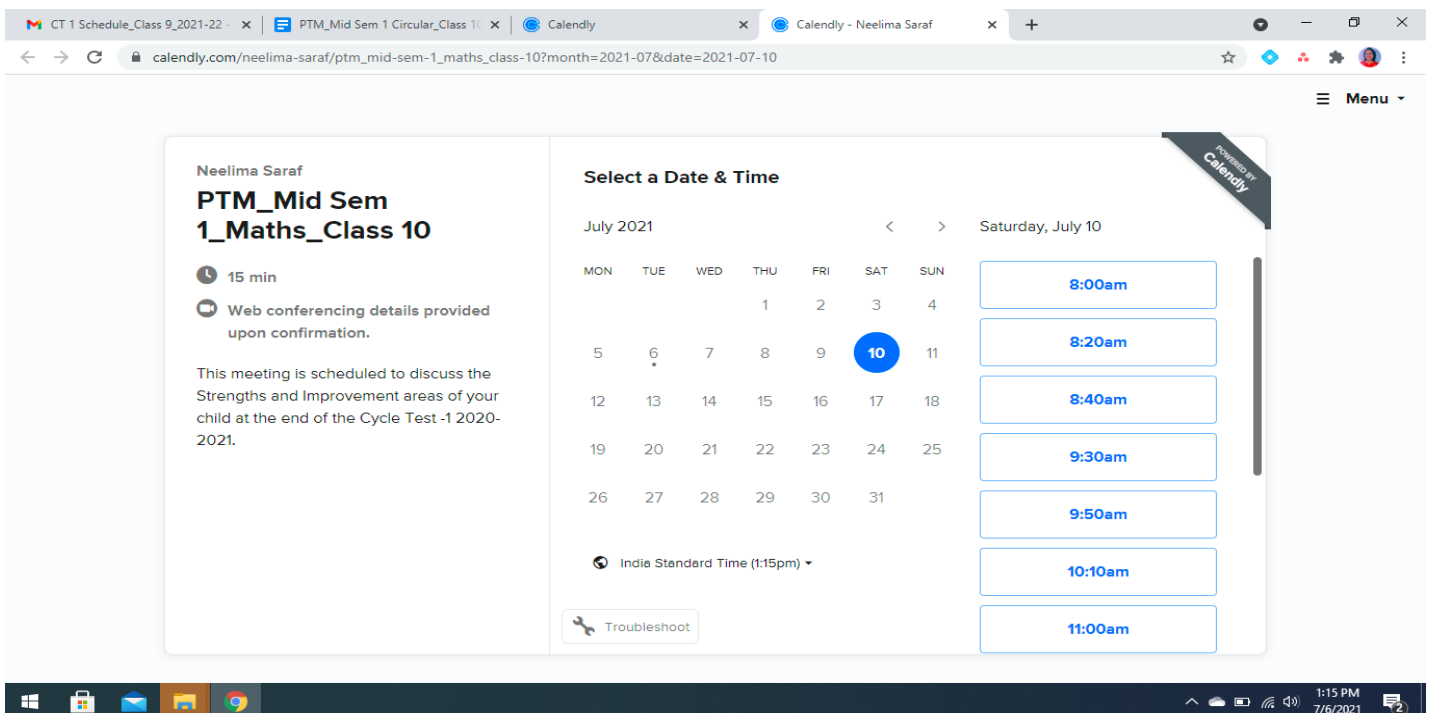 CT 1 Schedule_Class 9_2021-22 -
PTM_Mid Sem 1 Circular_Class 10
Calendly
Calendly - Neelima Saraf
calendly.com/neelima-saraf/ptm_mid-sem-1_maths_class-10?month=2021-07&date=2021-07-10
Menu
POWERED BY
Calendly
Neelima Saraf
PTM_Mid Sem
1_Maths_Class 10
15 min
Web conferencing details provided
upon confirmation.
This meeting is scheduled to discuss the
Strengths and Improvement areas of your
child at the end of the Cycle Test -1 2020-
2021.
Select a Date & Time
July 2021
MON TUE WED THU FRI SAT SUN
1 2 3 4
5 6 7 8 9 10 11
12 13 14 15 16 17 18
19 20 21 22 23 24 25
26 27 28 29 30 31
India Standard Time (1:15pm)
Troubleshoot
Saturday, July 10
8:00am
8:20am
8:40am
9:30am
9:50am
10:10am
11:00am
1:15 PM
7/6/2021
2